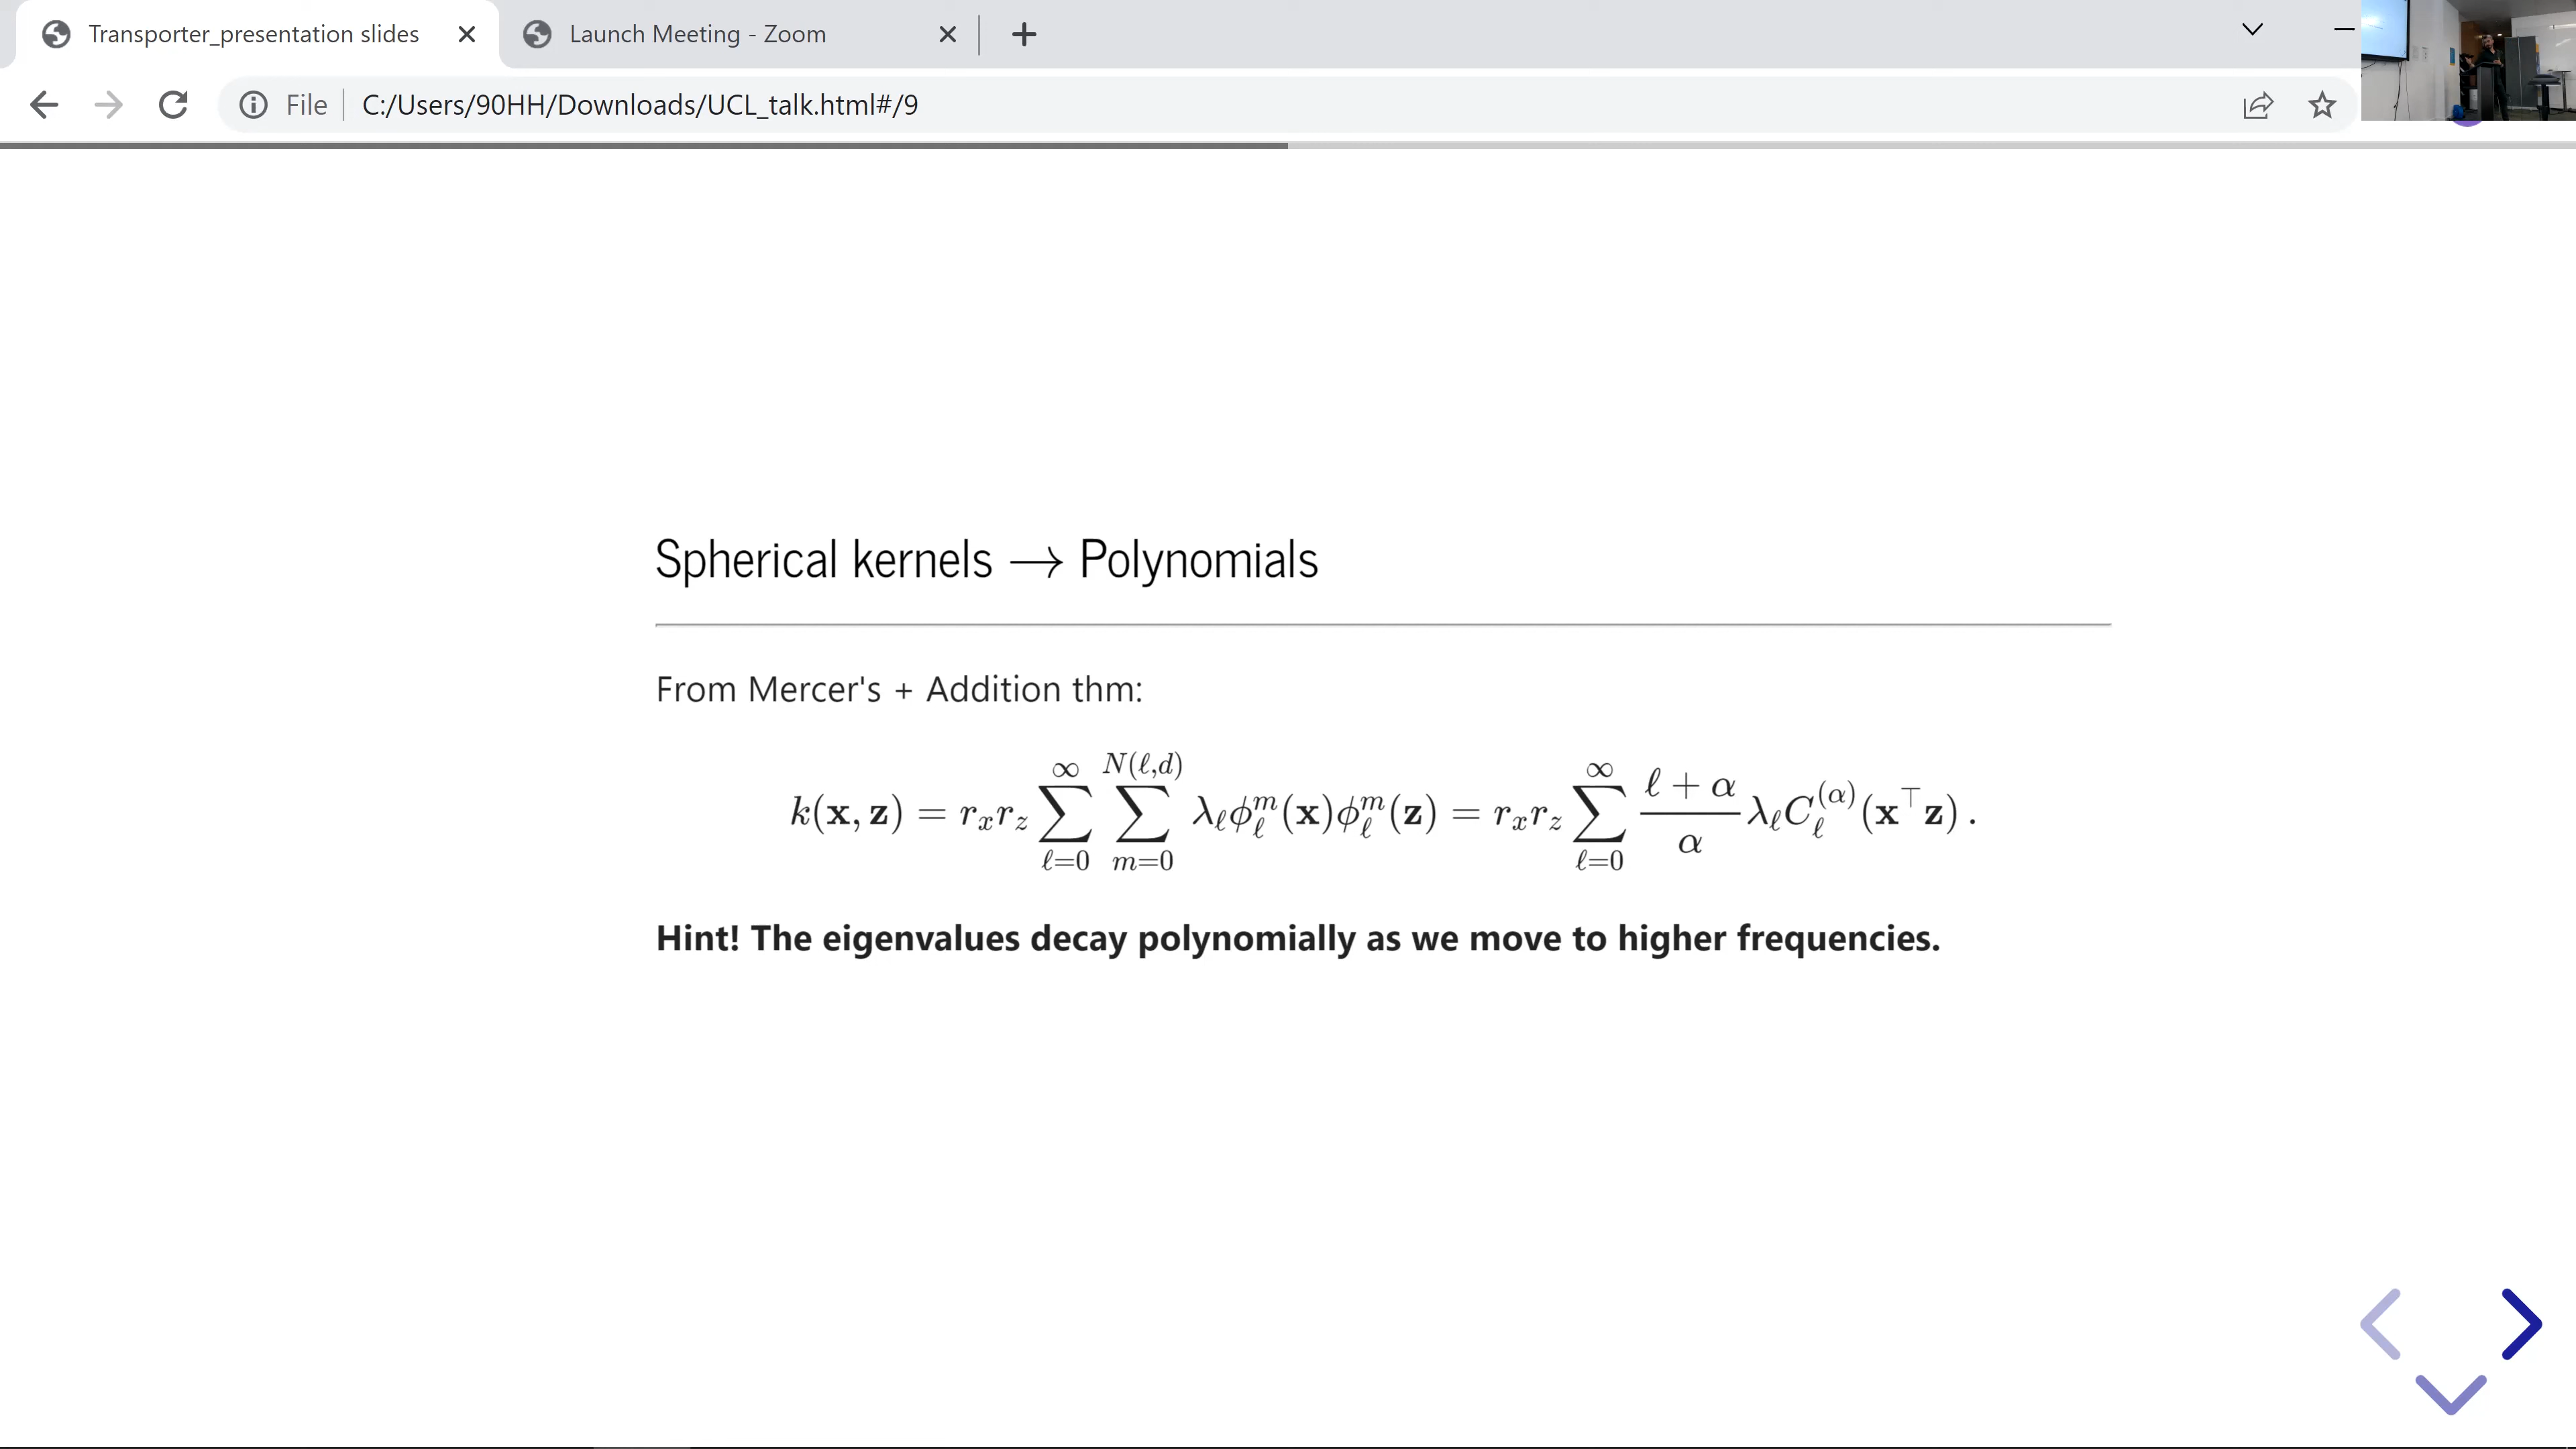 Transporter_presentation slides
Launch Meeting - Zoom
File
C:/Users/90HH/Downloads/UCL_talk.html#/9
Spherical kernels → Polynomials
From Mercer's + Addition thm:
k(x, z) = r_x r_z ∑_{ℓ=0}^{∞} ∑_{m=0}^{N(ℓ,d)} λ_ℓ ϕ_ℓ^m(x) ϕ_ℓ^m(z) = r_x r_z ∑_{ℓ=0}^{∞} \frac{ℓ + α}{α} λ_ℓ C_ℓ^{(α)}(x^⊤ z) .
Hint! The eigenvalues decay polynomially as we move to higher frequencies.